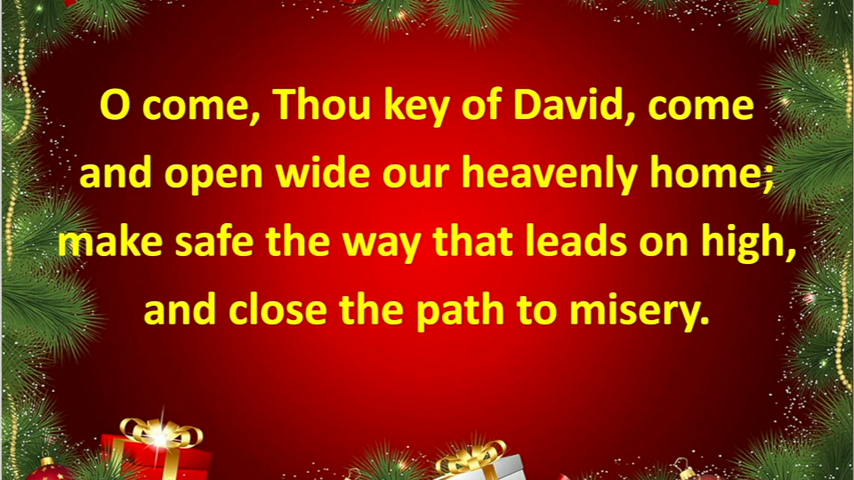 O come, Thou key of David, come
and open wide our heavenly home;
make safe the way that leads on high,
and close the path to misery.